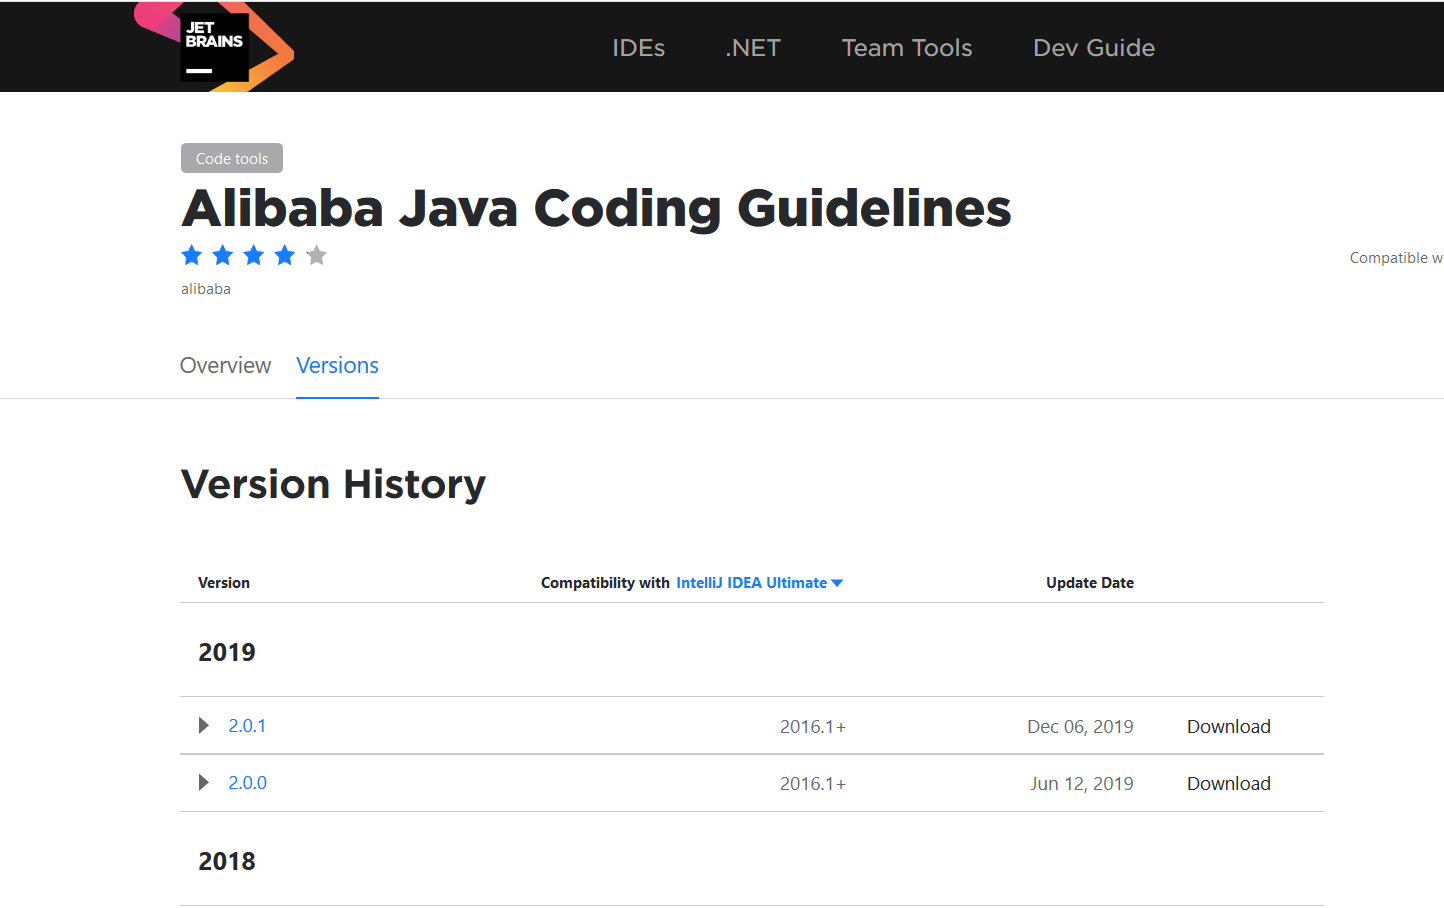 JET
BRAINS
IDEs .NET Team Tools Dev Guide
Code tools
Alibaba Java Coding Guidelines
Compatible w
alibaba
Overview Versions
Version History
Version Compatibility with IntelliJ IDEA Ultimate Update Date
2019
2.0.1 2016.1+ Dec 06, 2019 Download
2.0.0 2016.1+ Jun 12, 2019 Download
2018